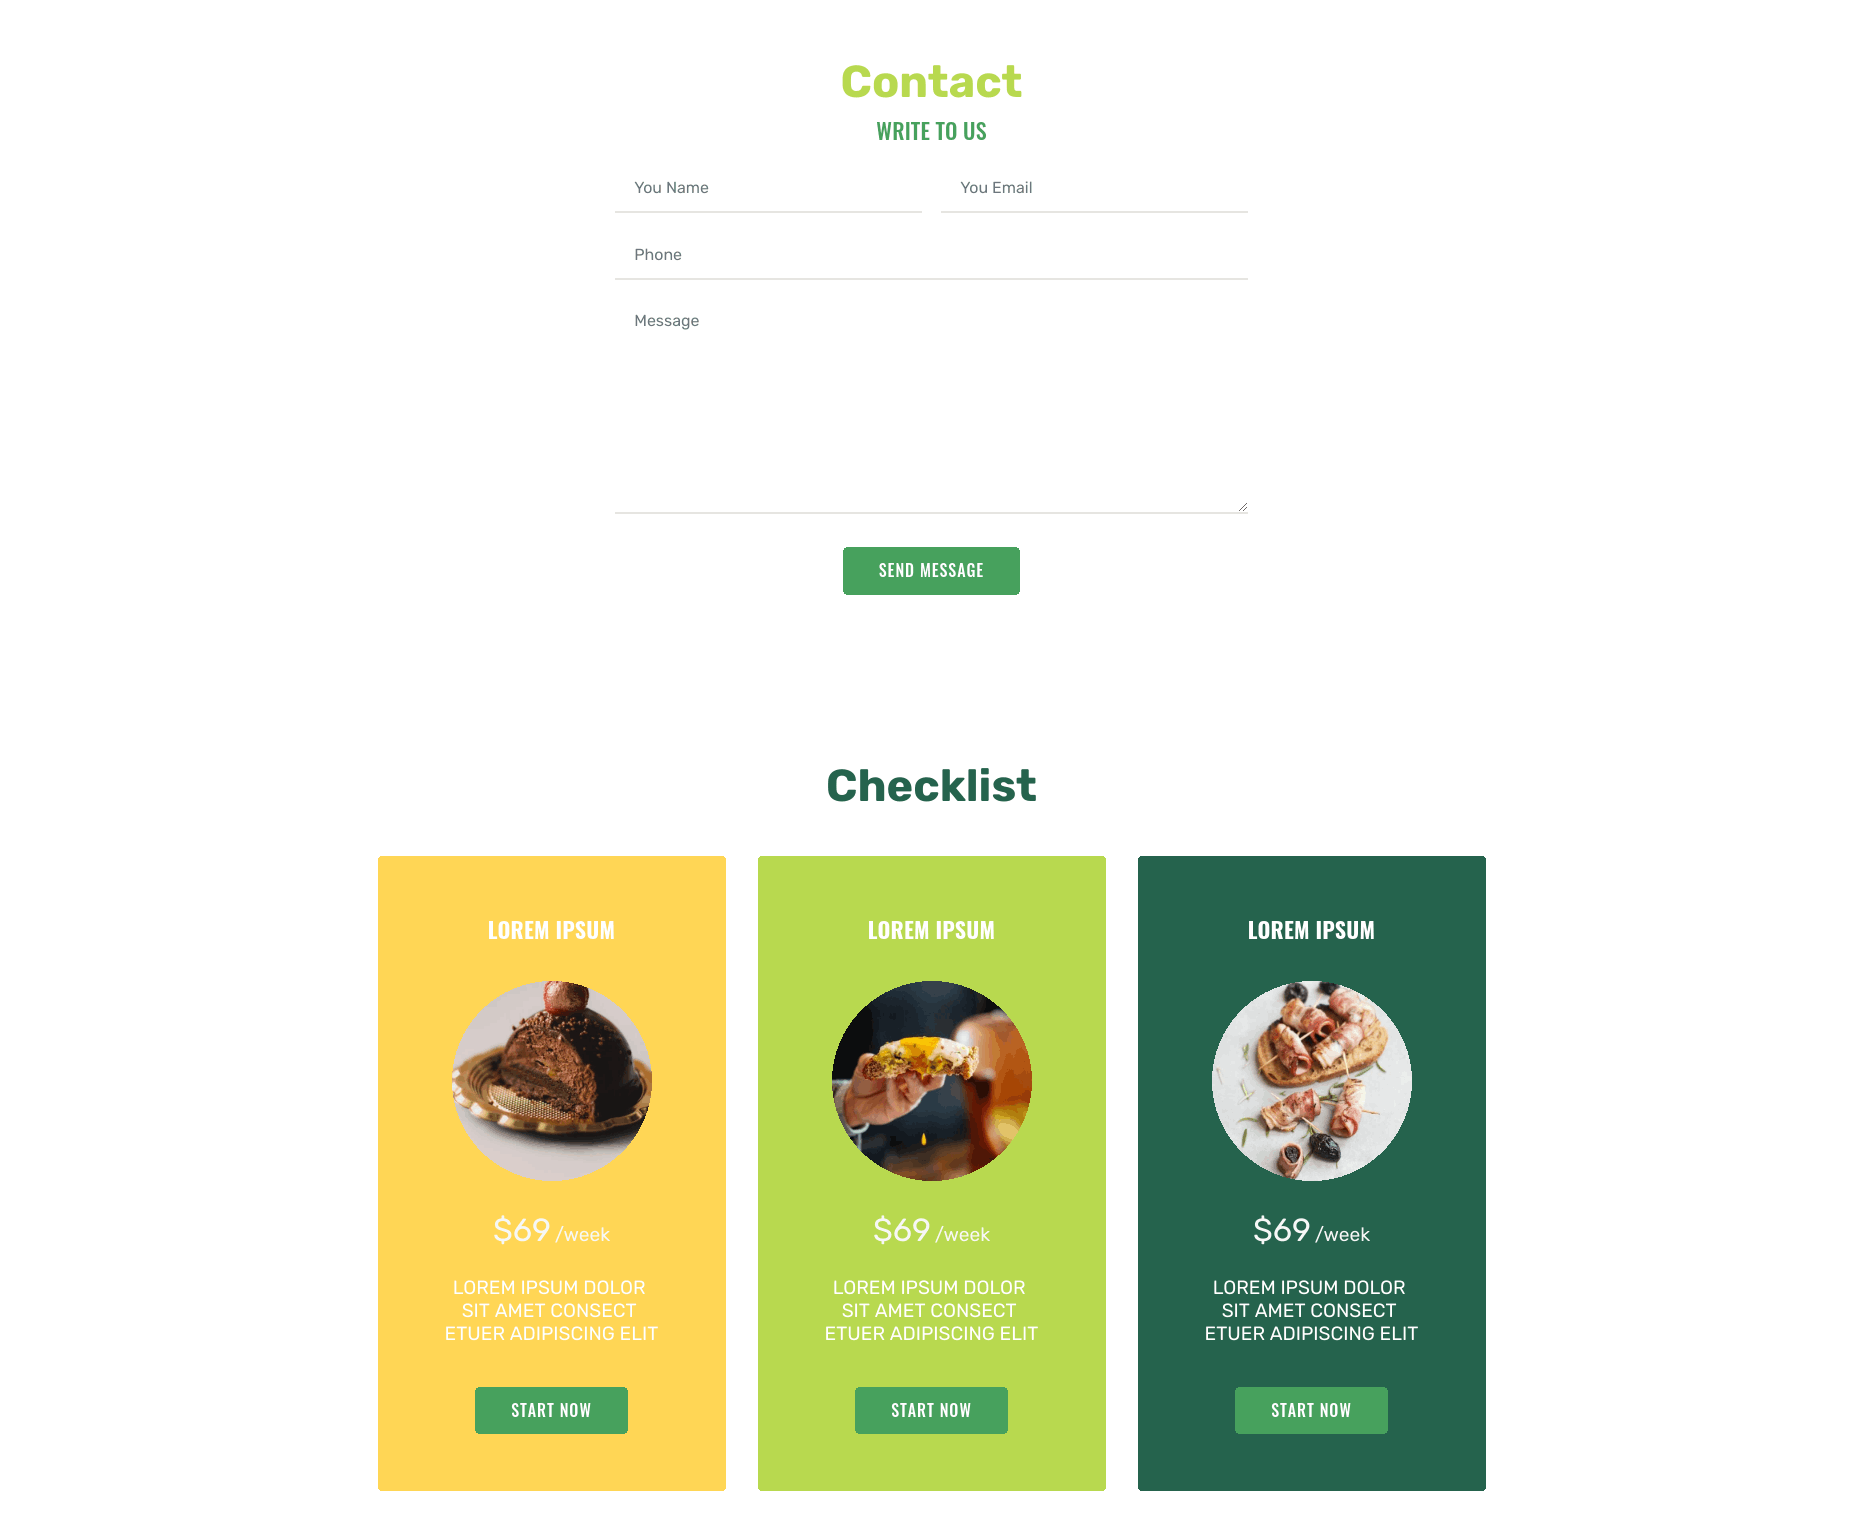 Contact
WRITE TO US
You Name
You Email
Phone
Message
SEND MESSAGE
Checklist
LOREM IPSUM
$69 /week
LOREM IPSUM DOLOR
SIT AMET CONSECT
ETUER ADIPISCING ELIT
START NOW
LOREM IPSUM
$69 /week
LOREM IPSUM DOLOR
SIT AMET CONSECT
ETUER ADIPISCING ELIT
START NOW
LOREM IPSUM
$69 /week
LOREM IPSUM DOLOR
SIT AMET CONSECT
ETUER ADIPISCING ELIT
START NOW